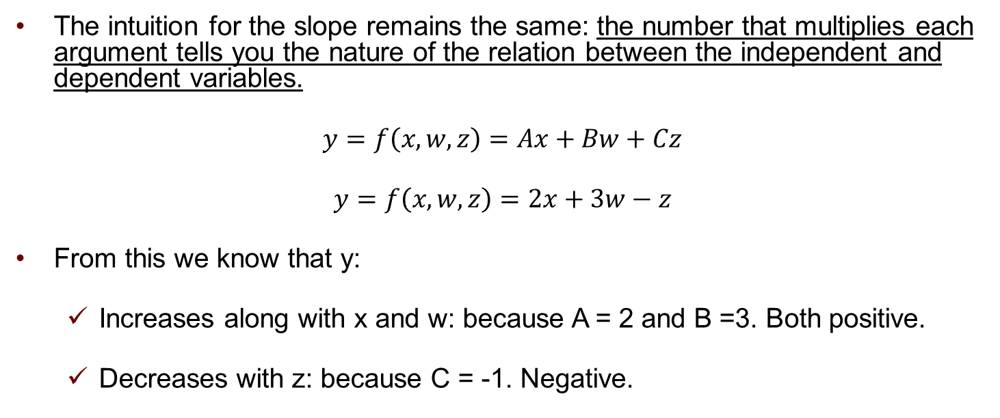 • The intuition for the slope remains the same: the number that multiplies each
argument tells you the nature of the relation between the independent and
dependent variables.
y = f(x, w, z) = Ax + Bw + Cz
y = f(x, w, z) = 2x + 3w − z
• From this we know that y:
✓ Increases along with x and w: because A = 2 and B =3. Both positive.
✓ Decreases with z: because C = -1. Negative.